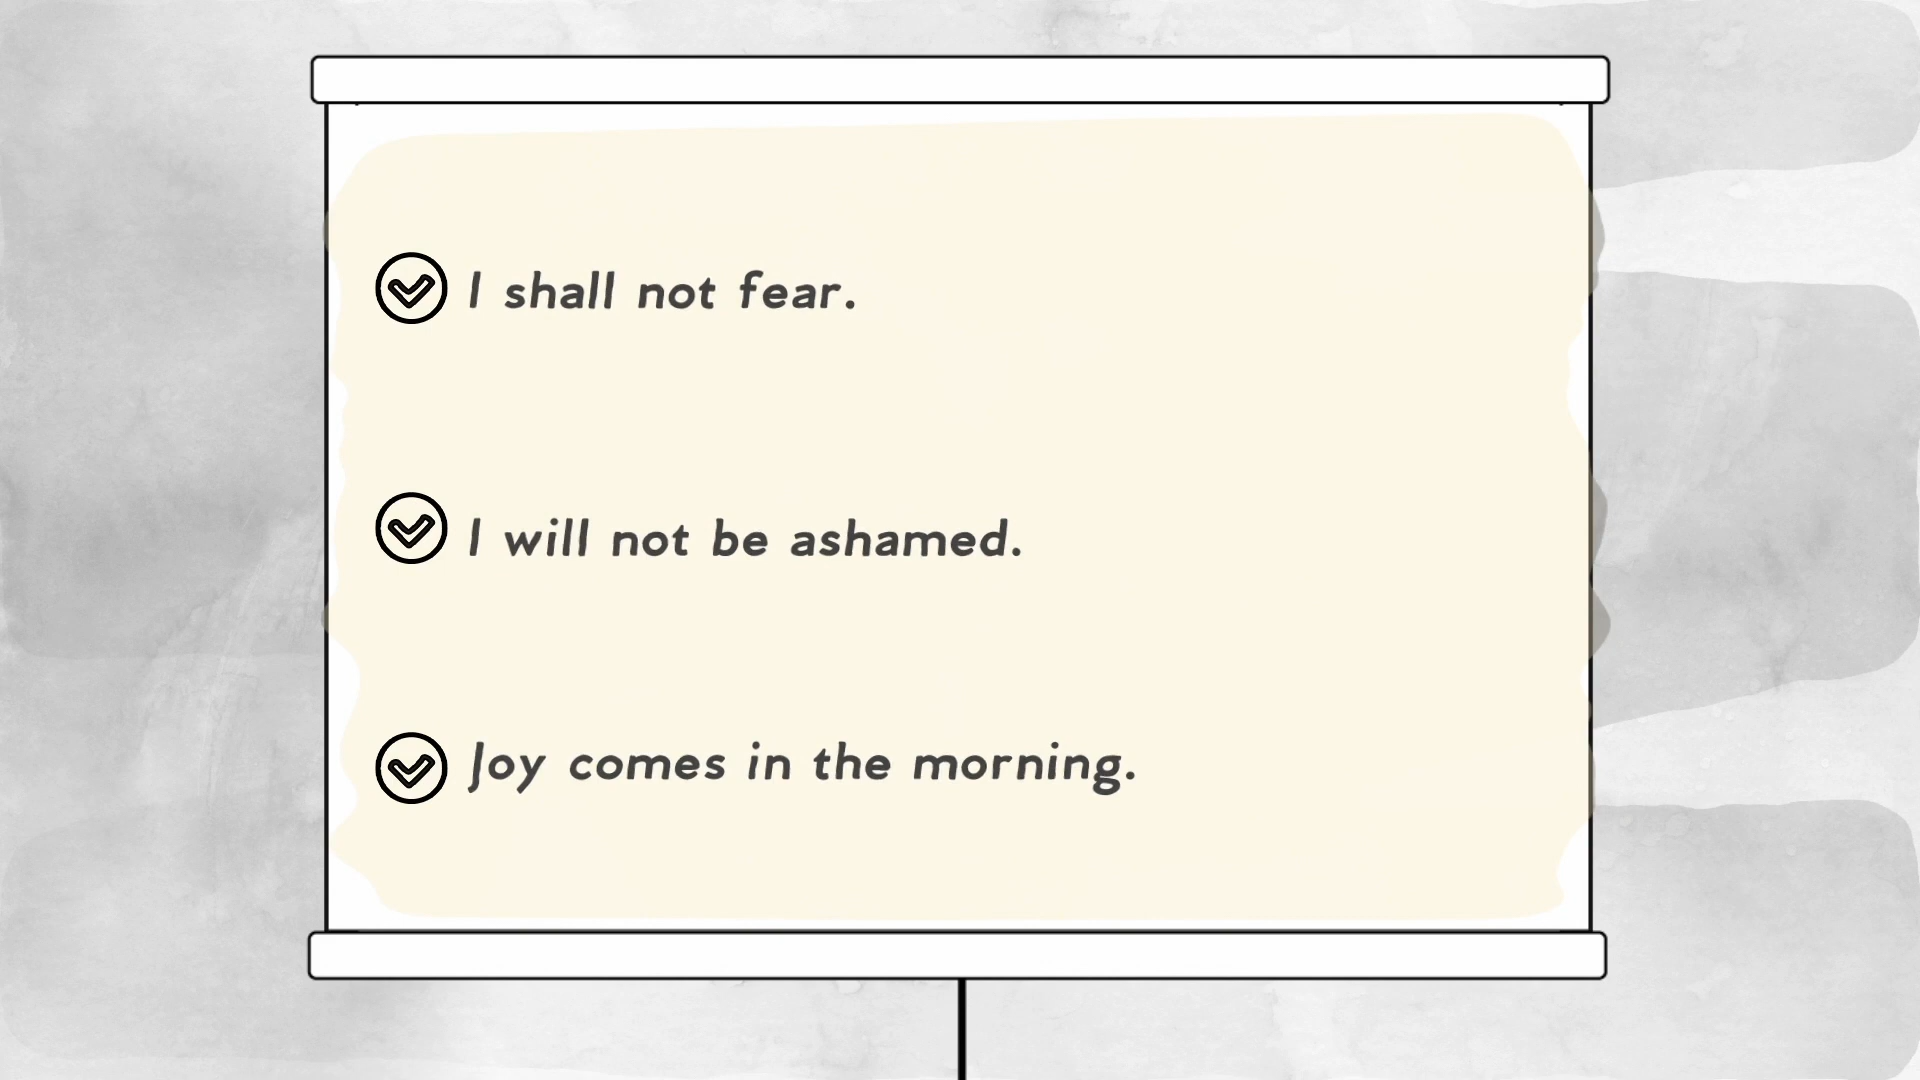 I shall not fear.
I will not be ashamed.
Joy comes in the morning.